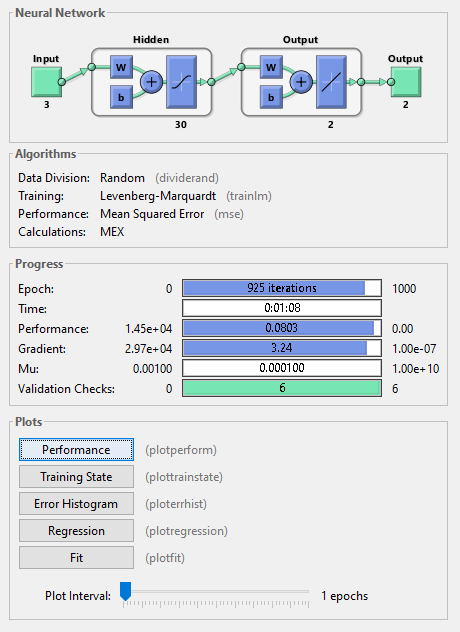 Neural Network
Hidden Output
Input Output
W W
b b
3 2
30 2
Algorithms
Data Division: Random (dividerand)
Training: Levenberg-Marquardt (trainlm)
Performance: Mean Squared Error (mse)
Calculations: MEX
Progress
Epoch: 0 925 iterations 1000
Time: 0:01:08
Performance: 1.45e+04 0.0803 0.00
Gradient: 2.97e+04 3.24 1.00e-07
Mu: 0.00100 0.000100 1.00e+10
Validation Checks: 0 6 6
Plots
Performance (plotperform)
Training State (plottrainstate)
Error Histogram (ploterrhist)
Regression (plotregression)
Fit (plotfit)
Plot Interval: 1 epochs